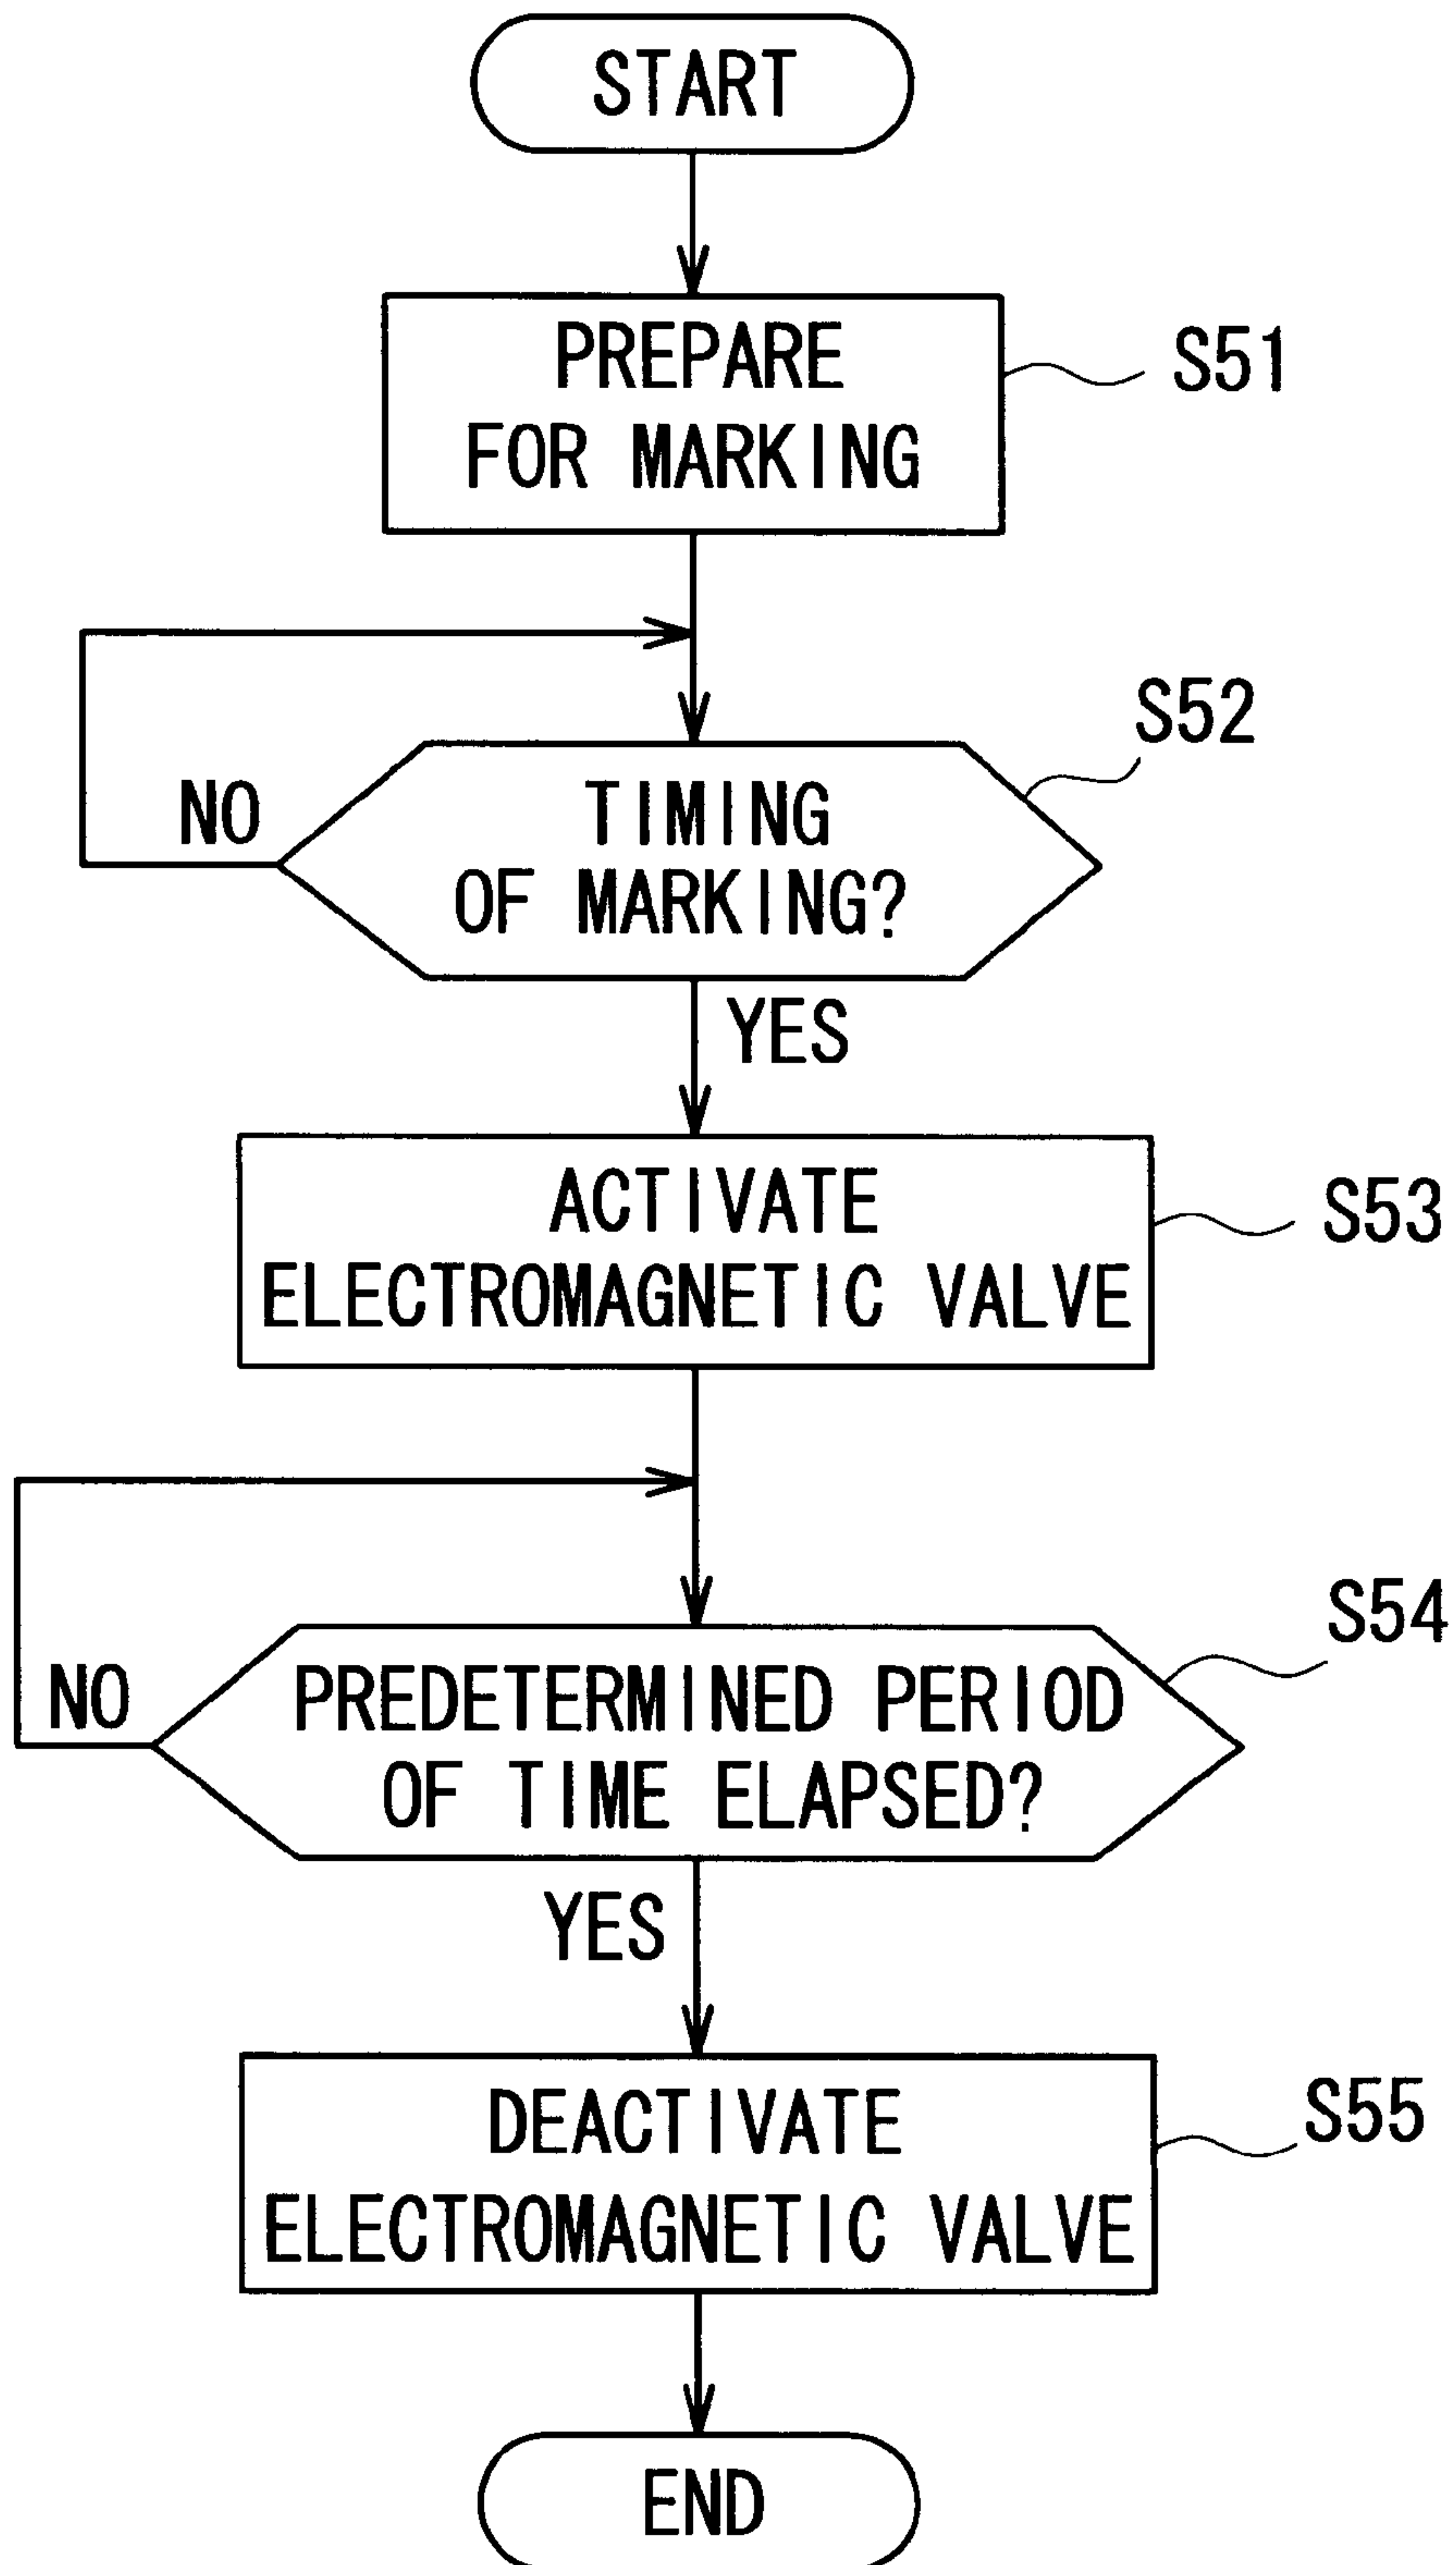 START
PREPARE
FOR MARKING
S51
S52
NO
TIMING
OF MARKING?
YES
ACTIVATE
ELECTROMAGNETIC VALVE
S53
S54
NO
PREDETERMINED PERIOD
OF TIME ELAPSED?
YES
DEACTIVATE
ELECTROMAGNETIC VALVE
S55
END